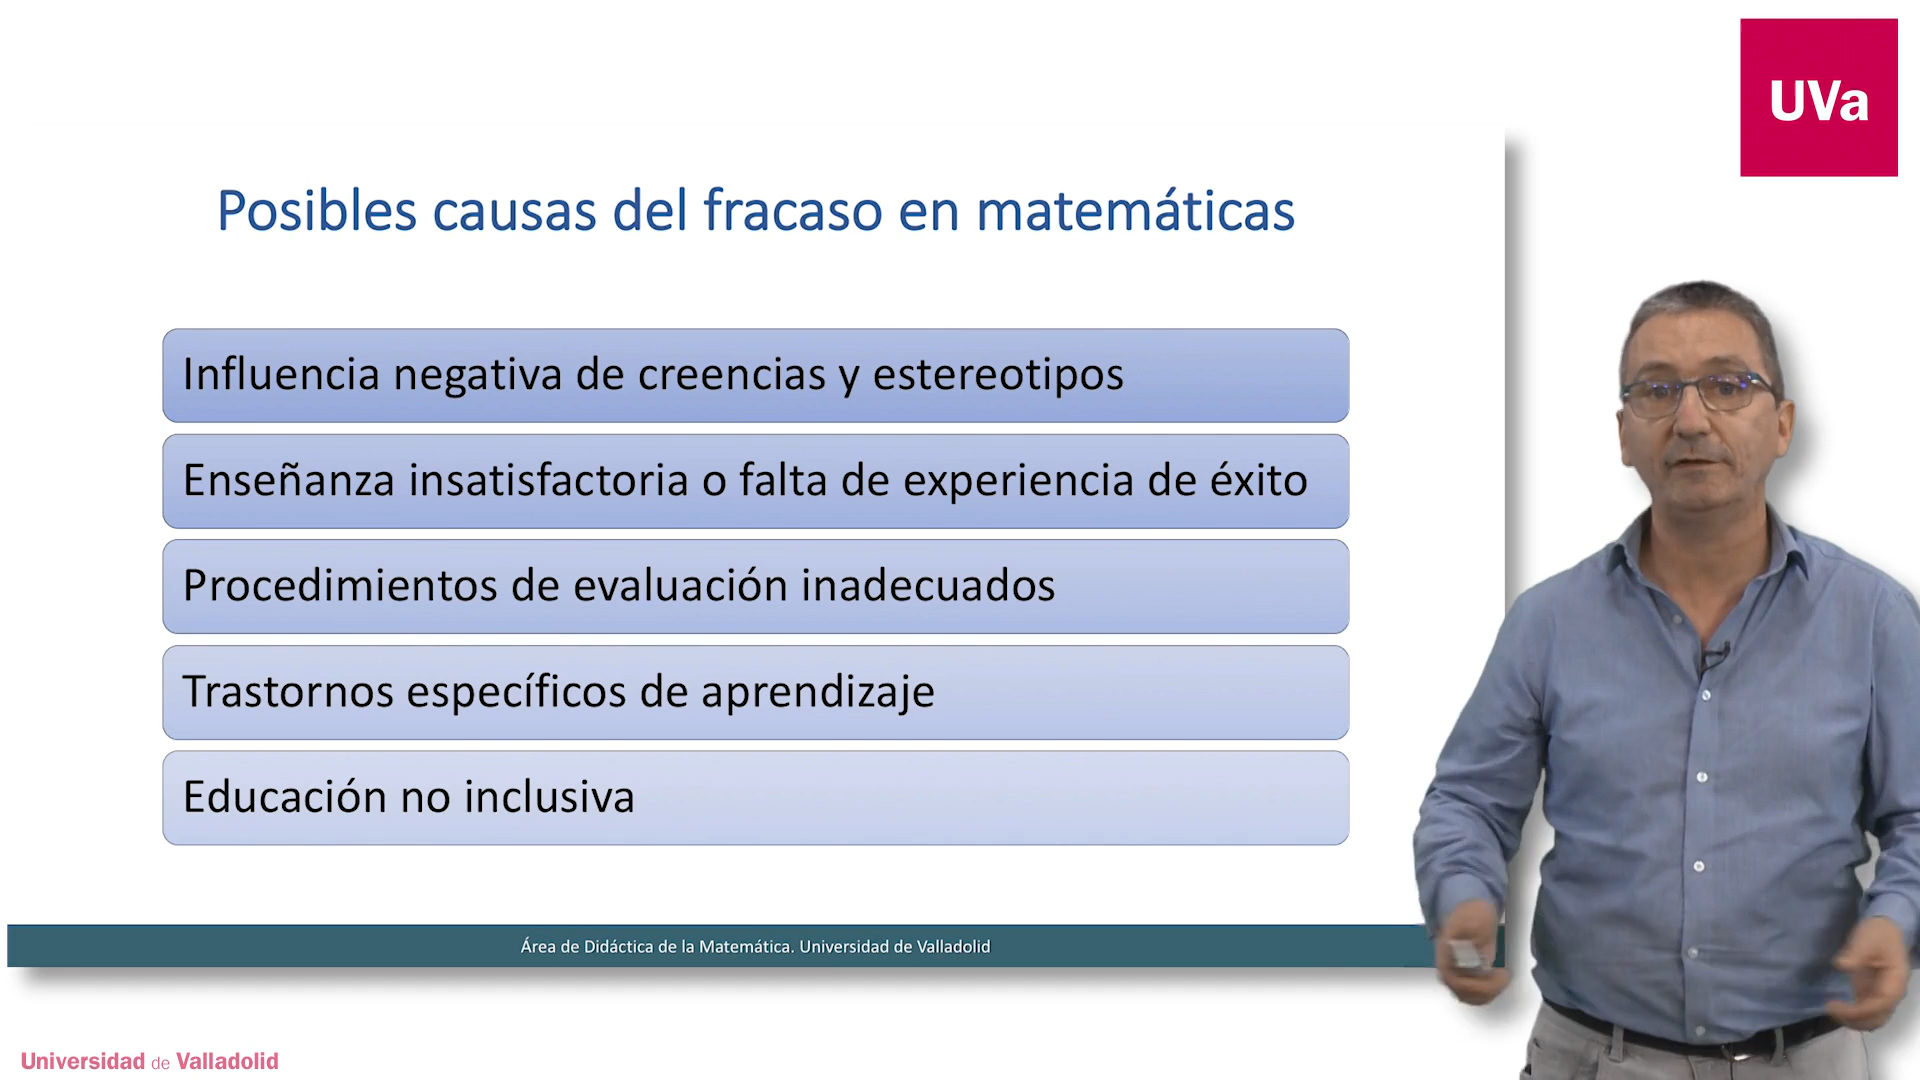 UVa
Posibles causas del fracaso en matemáticas
Influencia negativa de creencias y estereotipos
Enseñanza insatisfactoria o falta de experiencia de éxito
Procedimientos de evaluación inadecuados
Trastornos específicos de aprendizaje
Educación no inclusiva
Área de Didáctica de la Matemática. Universidad de Valladolid
Universidad de Valladolid